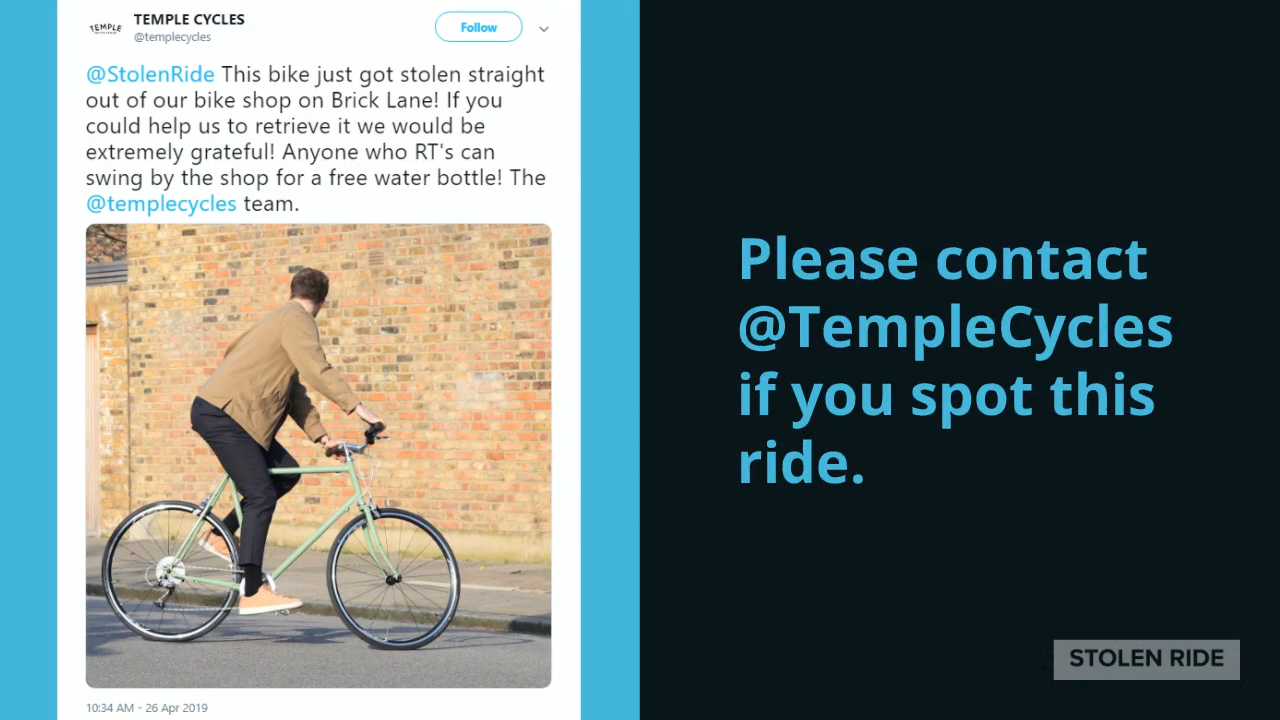 TEMPLE
TEMPLE CYCLES
@templecycles
Follow
@StolenRide This bike just got stolen straight
out of our bike shop on Brick Lane! If you
could help us to retrieve it we would be
extremely grateful! Anyone who RT's can
swing by the shop for a free water bottle! The
@templecycles team.
10:34 AM - 26 Apr 2019
Please contact
@TempleCycles
if you spot this
ride.
STOLEN RIDE